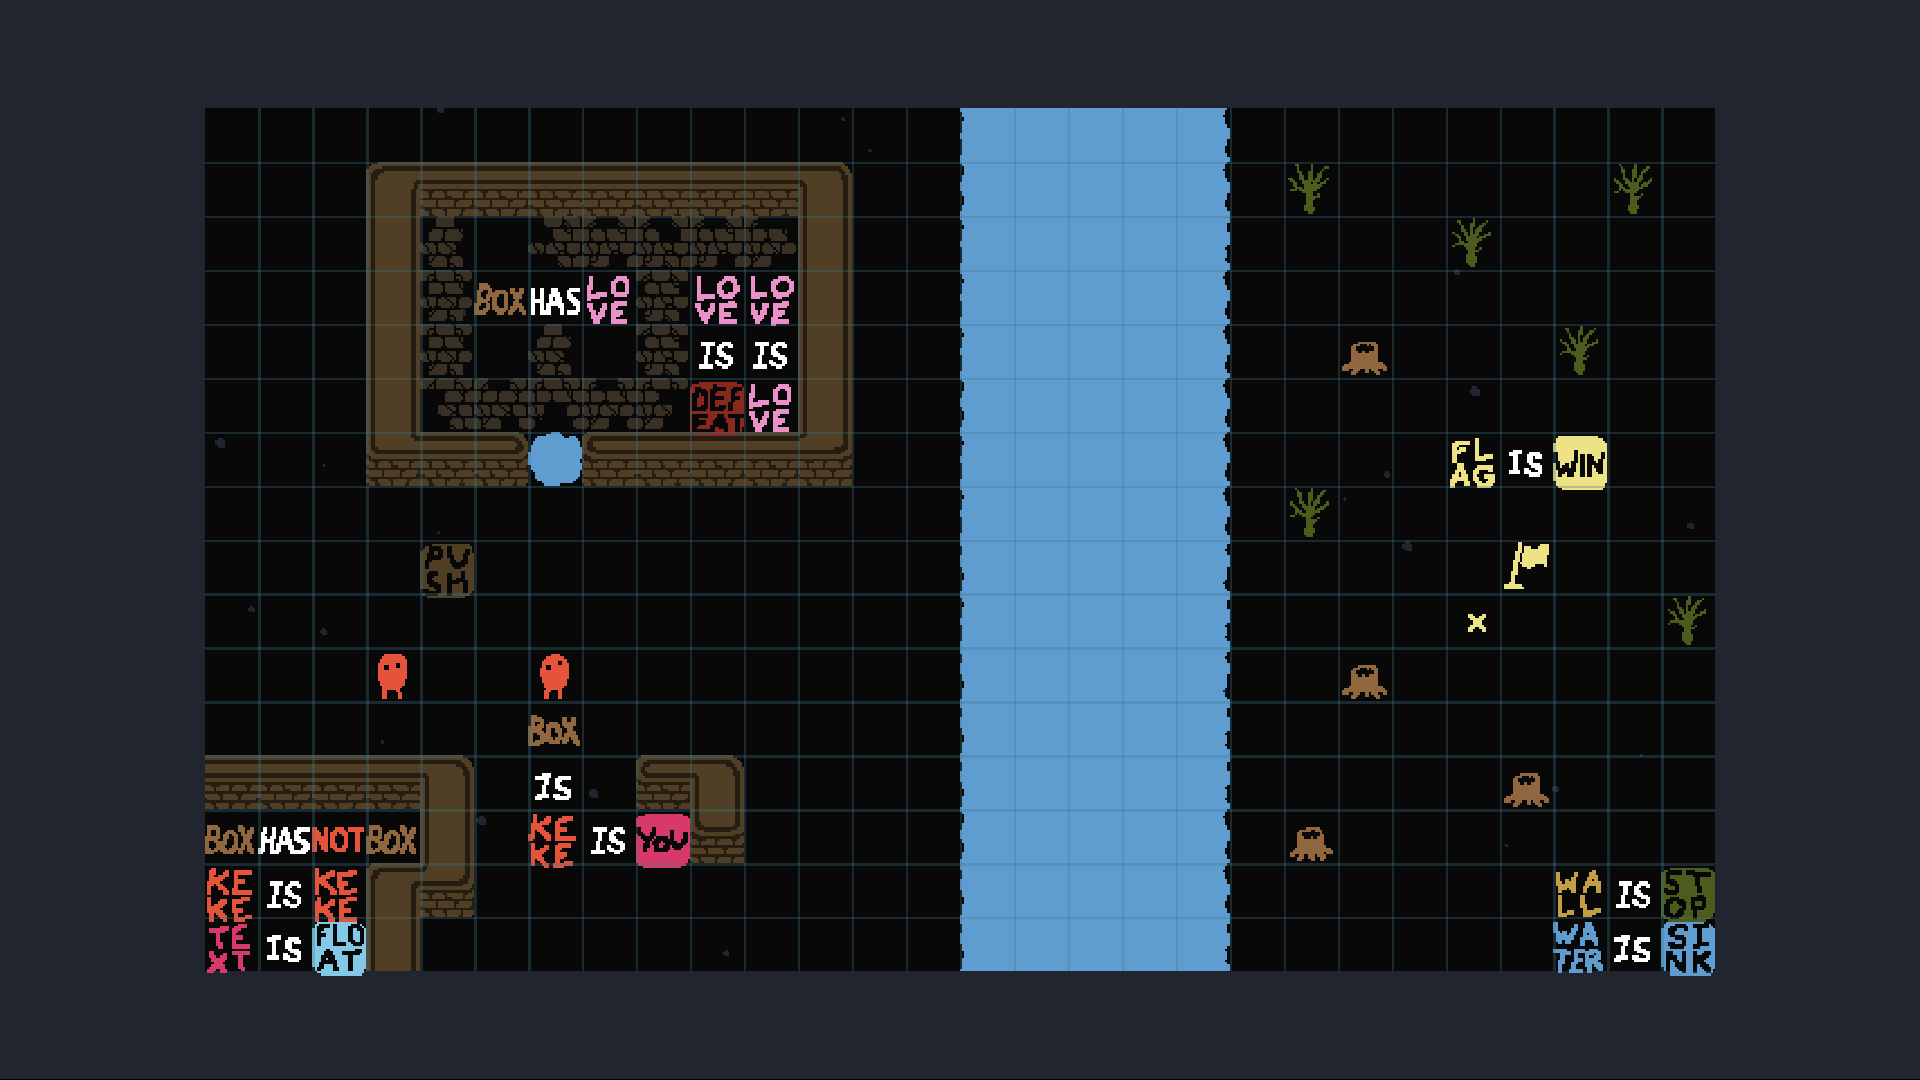 BOX HAS LOVE LOVE LOVE
IS IS
DEFEAT LOVE
FLAG IS WIN
PUSH
BOX
IS
BOX HAS NOT BOX KEKE IS YOU
KEKE IS KEKE WALL IS STOP
TEXT IS FLOAT WATER IS SINK